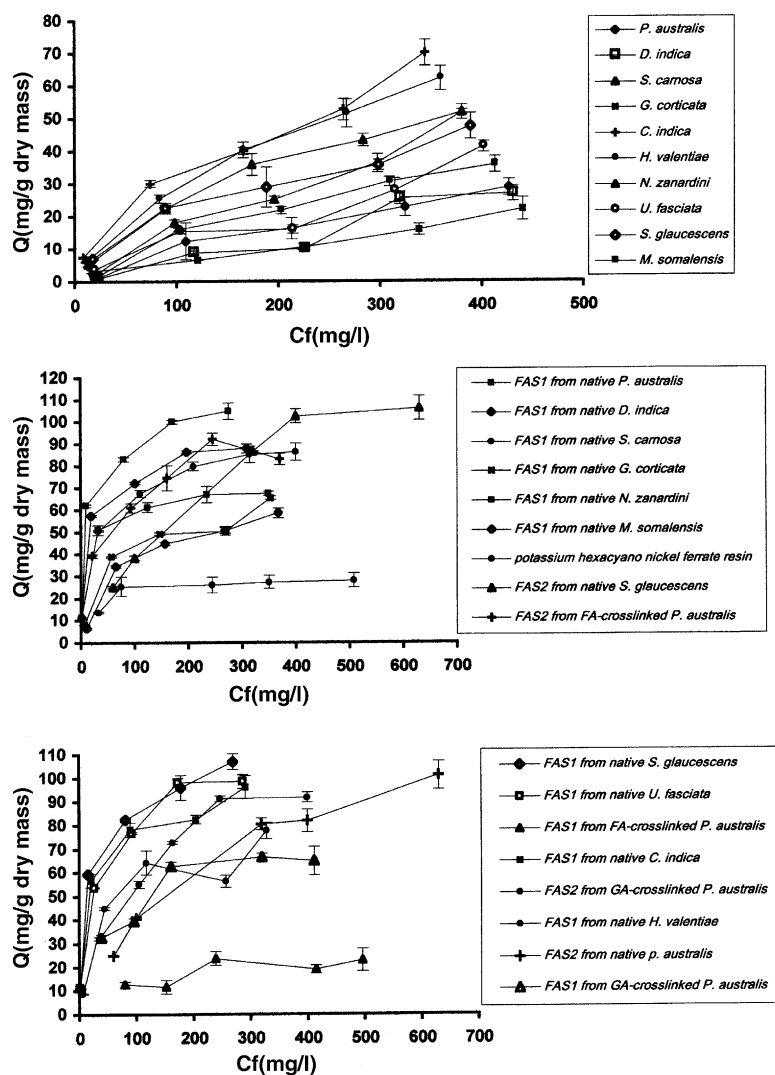 Q(mg/g dry mass)
80
70
60
50
40
30
20
10
0
0 100 200 300 400 500
Cf(mg/l)
P. australis
D. indica
S. carnosa
G. corticata
C. indica
H. valentiae
N. zanardini
U. fasciata
S. glaucescens
M. somalensis
Q(mg/g dry mass)
120
110
100
90
80
70
60
50
40
30
20
10
0
0 100 200 300 400 500 600 700
Cf(mg/l)
FAS1 from native P. australis
FAS1 from native D. indica
FAS1 from native S. carnosa
FAS1 from native G. corticata
FAS1 from native N. zanardini
FAS1 from native M. somalensis
potassium hexacyano nickel ferrate resin
FAS2 from native S. glaucescens
FAS2 from FA-crosslinked P. australis
Q(mg/g dry mass)
110
100
90
80
70
60
50
40
30
20
10
0
0 100 200 300 400 500 600 700
Cf(mg/l)
FAS1 from native S. glaucescens
FAS1 from native U. fasciata
FAS1 from FA-crosslinked P. australis
FAS1 from native C. indica
FAS2 from GA-crosslinked P. australis
FAS1 from native H. valentiae
FAS2 from native p. australis
FAS1 from GA-crosslinked P. australis